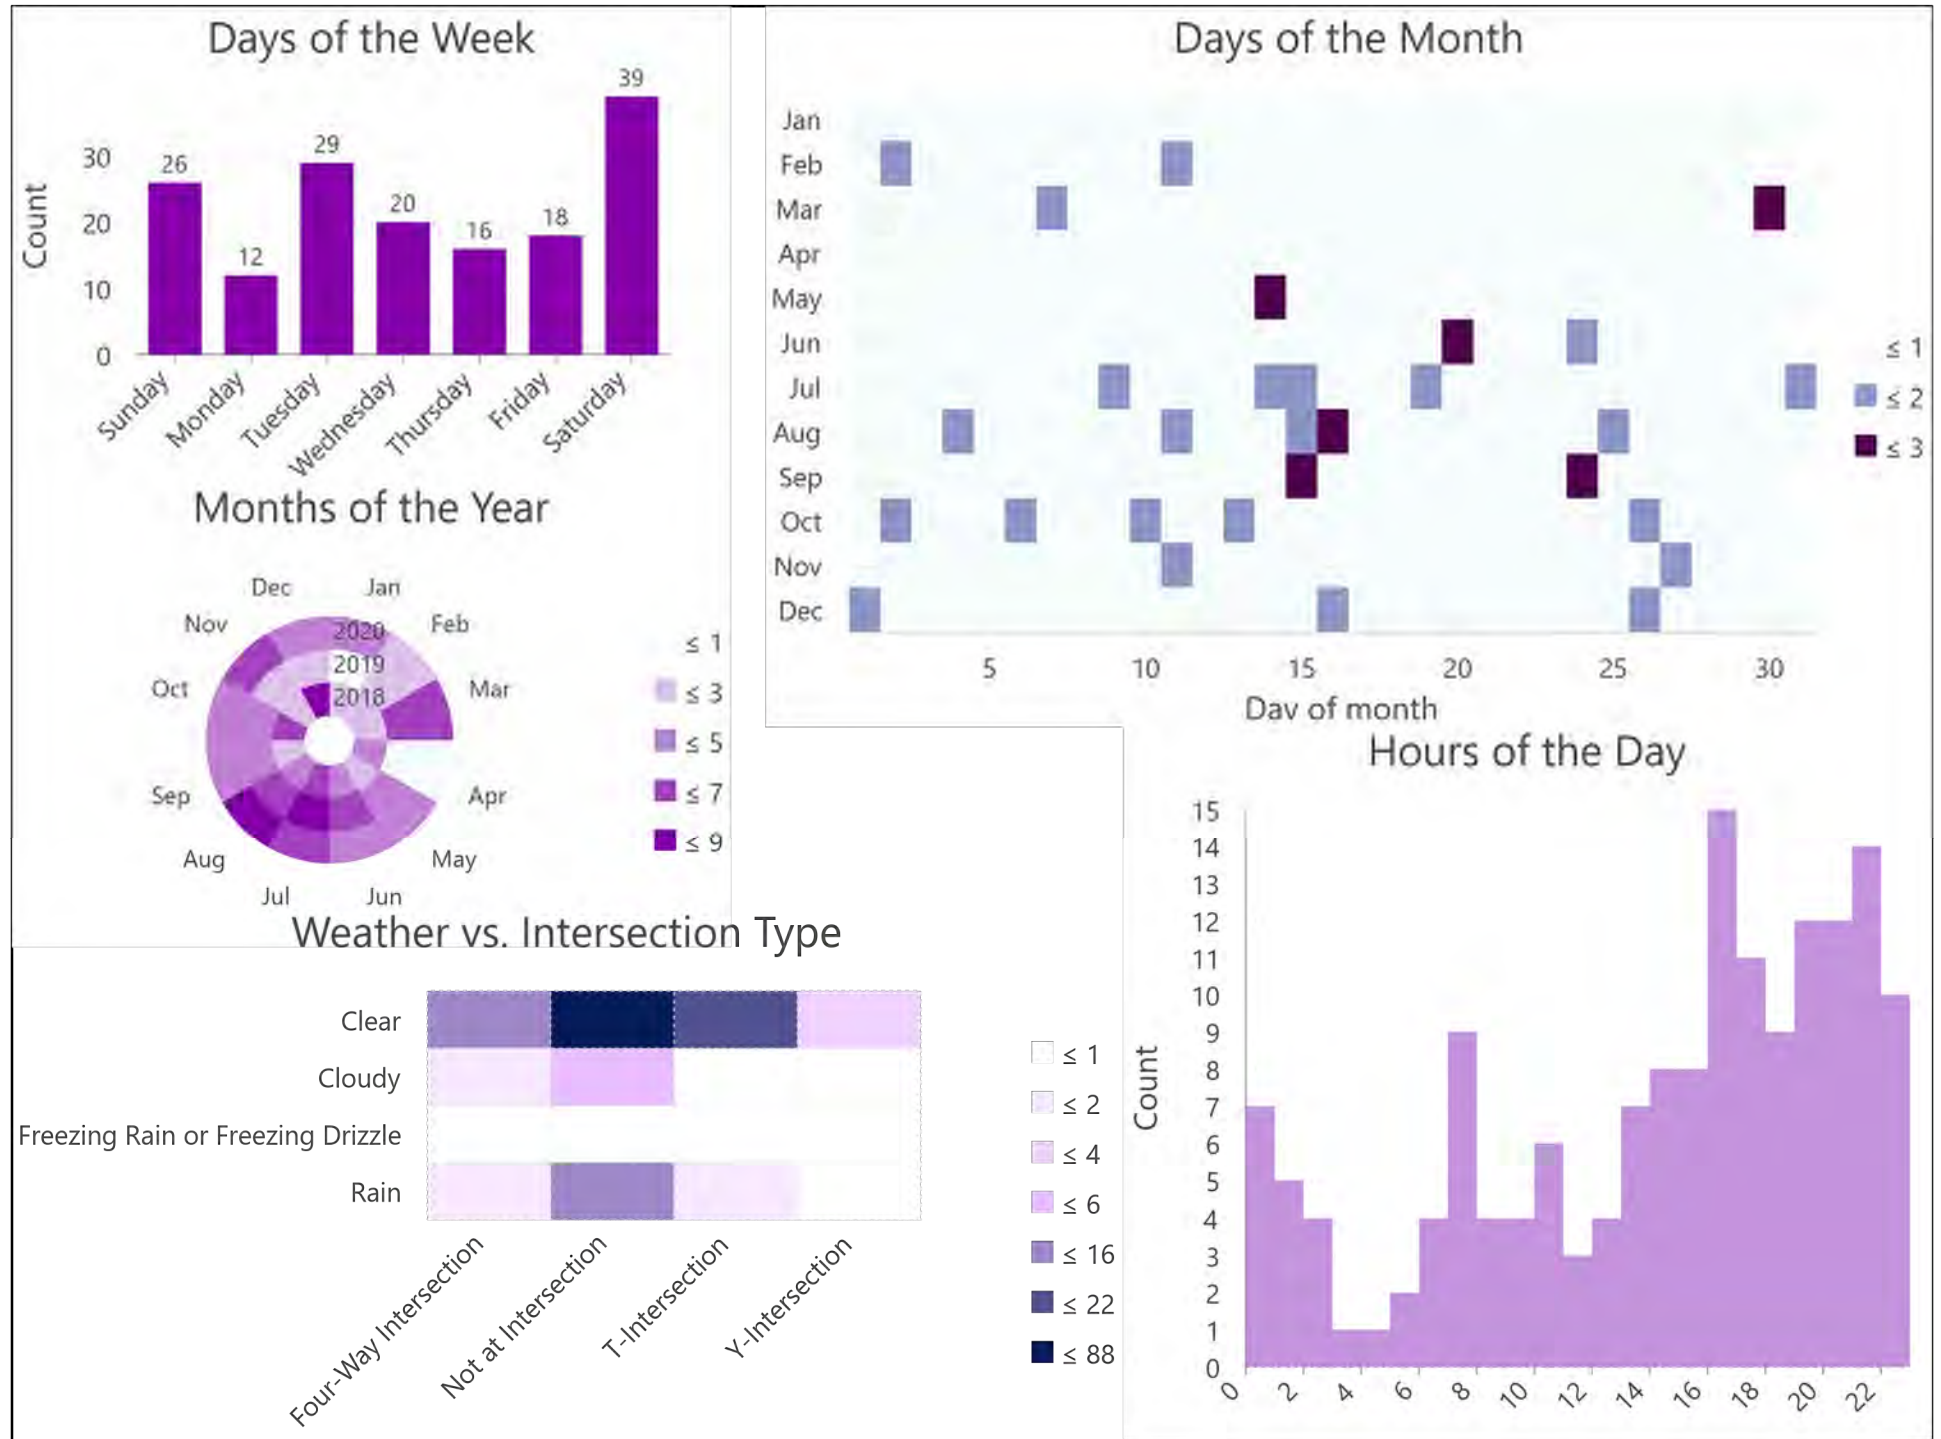 Days of the Week
Count
30
20
10
0
26
12
29
20
16
18
39
Sunday
Monday
Tuesday
Wednesday
Thursday
Friday
Saturday
Days of the Month
Jan
Feb
Mar
Apr
May
Jun
Jul
Aug
Sep
Oct
Nov
Dec
5
10
15
20
25
30
Dav of month
≤ 1
≤ 2
≤ 3
Months of the Year
Dec
Jan
Nov
Feb
Oct
Mar
Sep
Apr
Aug
May
Jul
Jun
2020
2019
2018
≤ 1
≤ 3
≤ 5
≤ 7
≤ 9
Weather vs. Intersection Type
Clear
Cloudy
Freezing Rain or Freezing Drizzle
Rain
Four-Way Intersection
Not at Intersection
T-Intersection
Y-Intersection
≤ 1
≤ 2
≤ 4
≤ 6
≤ 16
≤ 22
≤ 88
Hours of the Day
Count
15
14
13
12
11
10
9
8
7
6
5
4
3
2
1
0
0
2
4
6
8
10
12
14
16
18
20
22